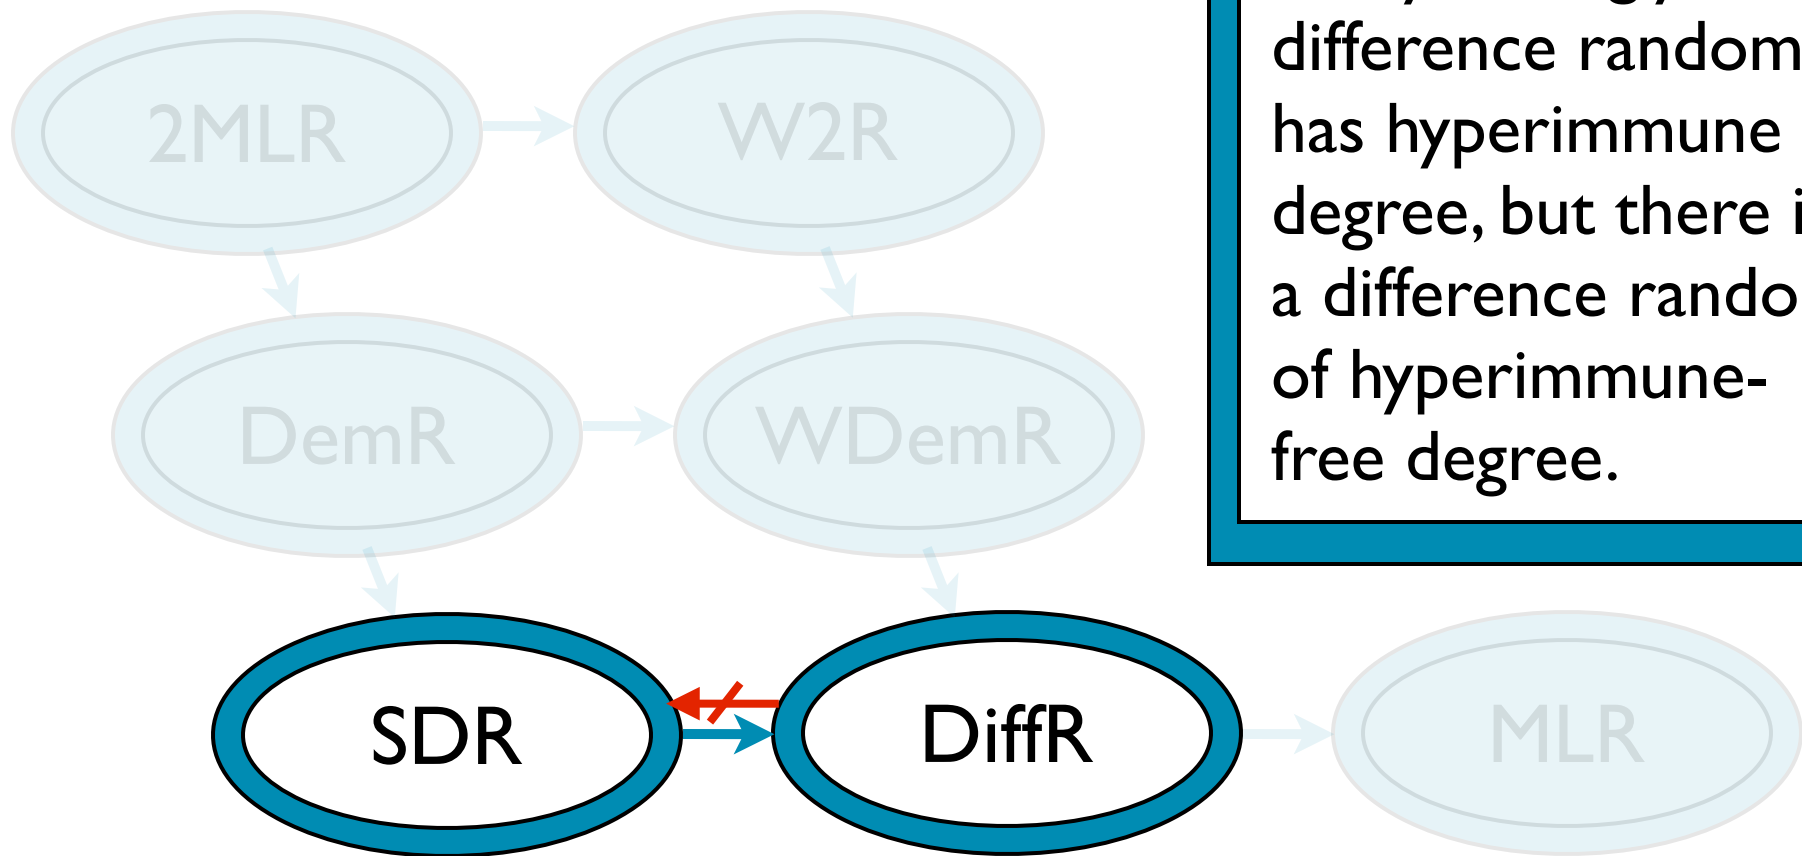 2MLR
W2R
DemR
WDemR
SDR
DiffR
MLR
difference random
has hyperimmune
degree, but there
a difference
of hyperimmune-
free degree.